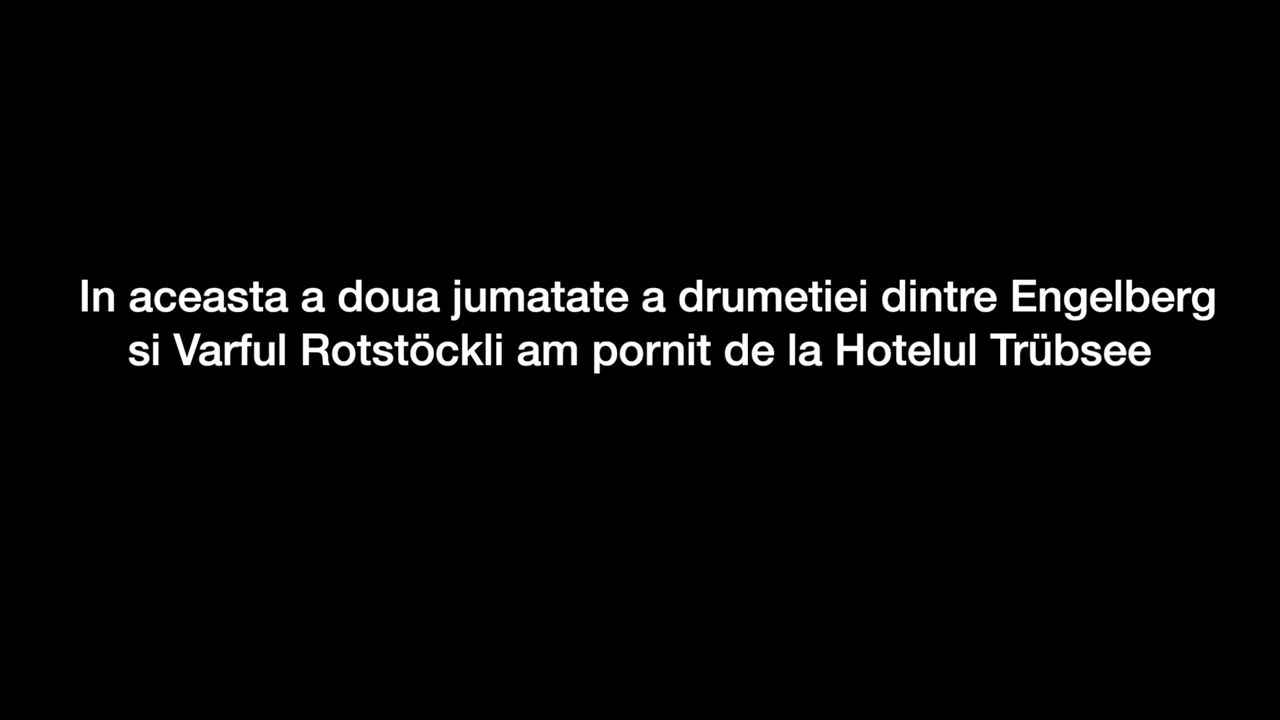 In aceasta a doua jumatate a drumetiei dintre Engelberg
si Varful Rotstöckli am pornit de la Hotelul Trübsee